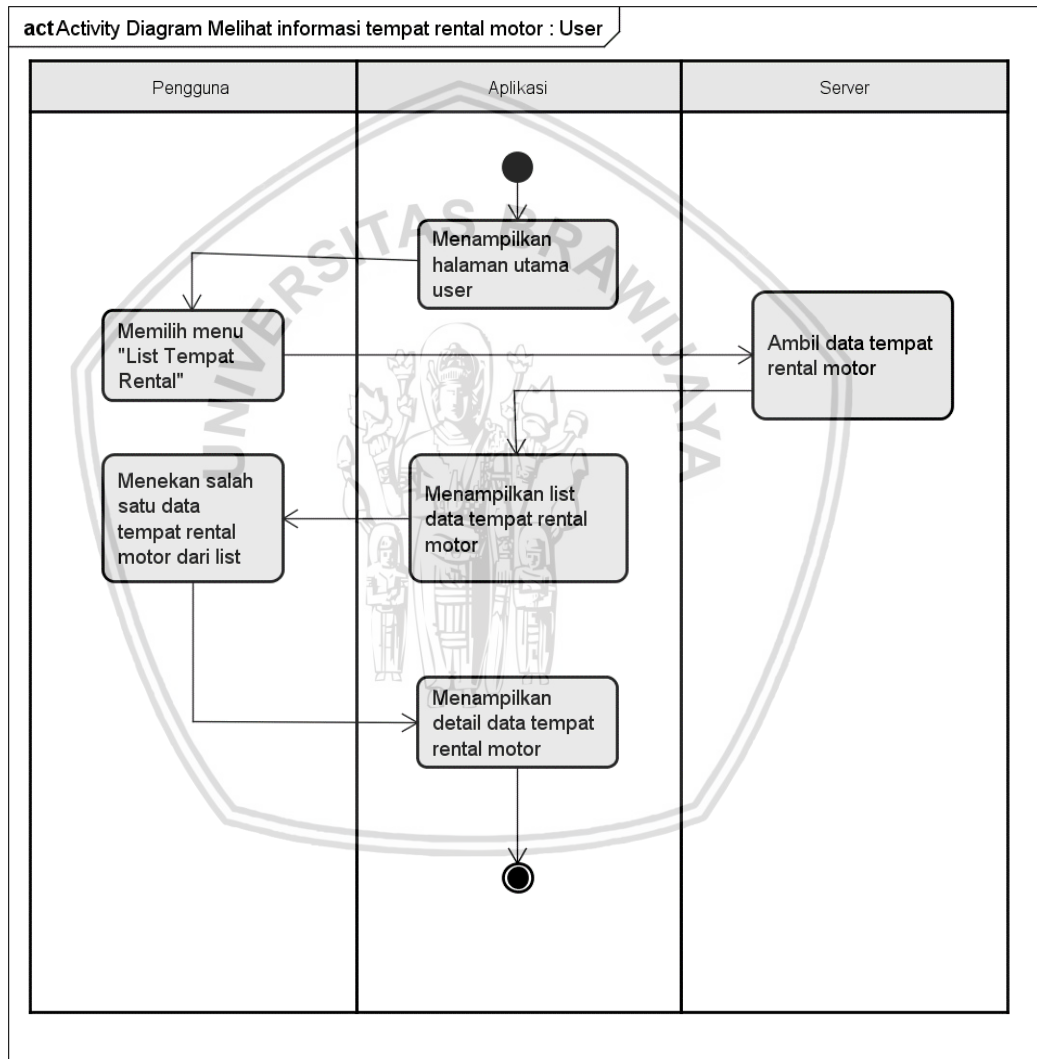 act Activity Diagram Melihat informasi tempat rental motor : User
Pengguna
Aplikasi
Server
UNIVERSITAS BRAWIJAYA
Menampilkan
halaman utama
user
Memilih menu
"List Tempat
Rental"
Ambil data tempat
rental motor
Menampilkan list
data tempat rental
motor
Menekan salah
satu data
tempat rental
motor dari list
Menampilkan
detail data tempat
rental motor